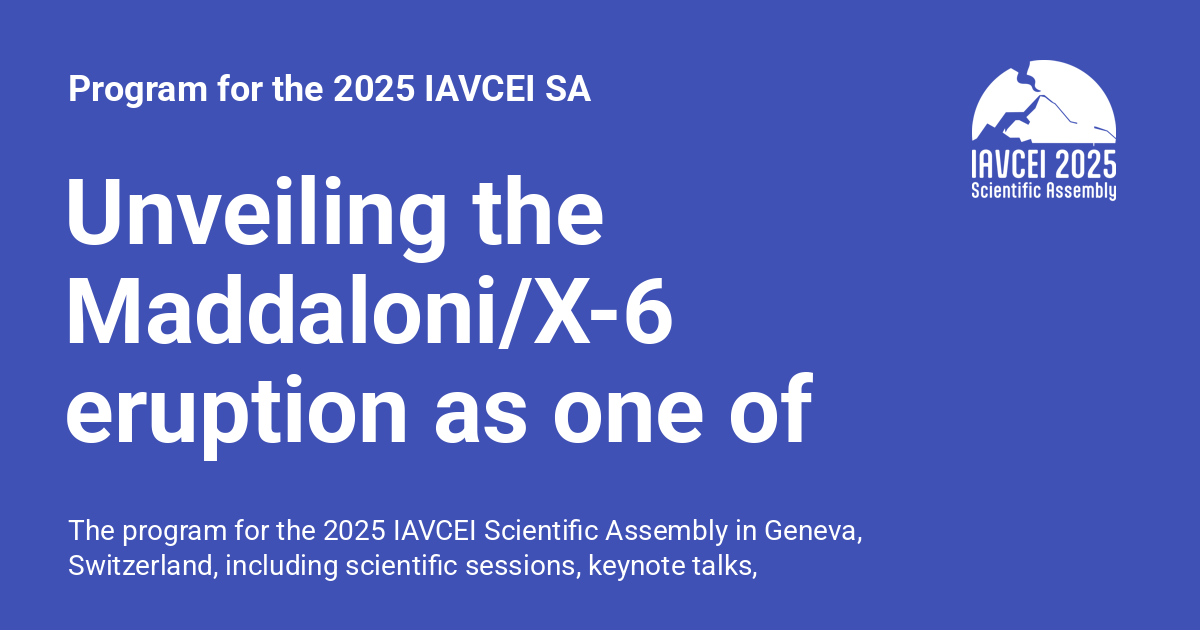 Program for the 2025 IAVCEI SA
IAVCEI 2025
Scientific Assembly
Unveiling the
Maddaloni/X-6
eruption as one of
The program for the 2025 IAVCEI Scientific Assembly in Geneva,
Switzerland, including scientific sessions, keynote talks,